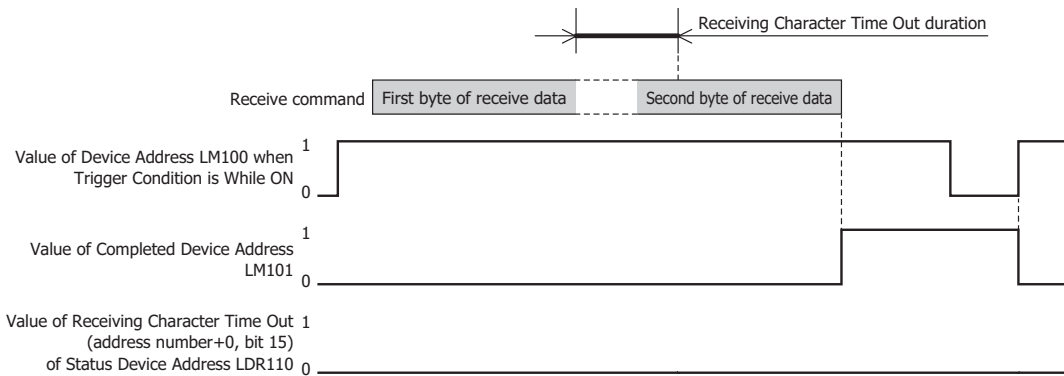 Receiving Character Time Out duration
Receive command
First byte of receive data
Second byte of receive data
Value of Device Address LM100 when
Trigger Condition is While ON
1
0
Value of Completed Device Address
LM101
1
0
Value of Receiving Character Time Out
(address number+0, bit 15)
of Status Device Address LDR110
1
0